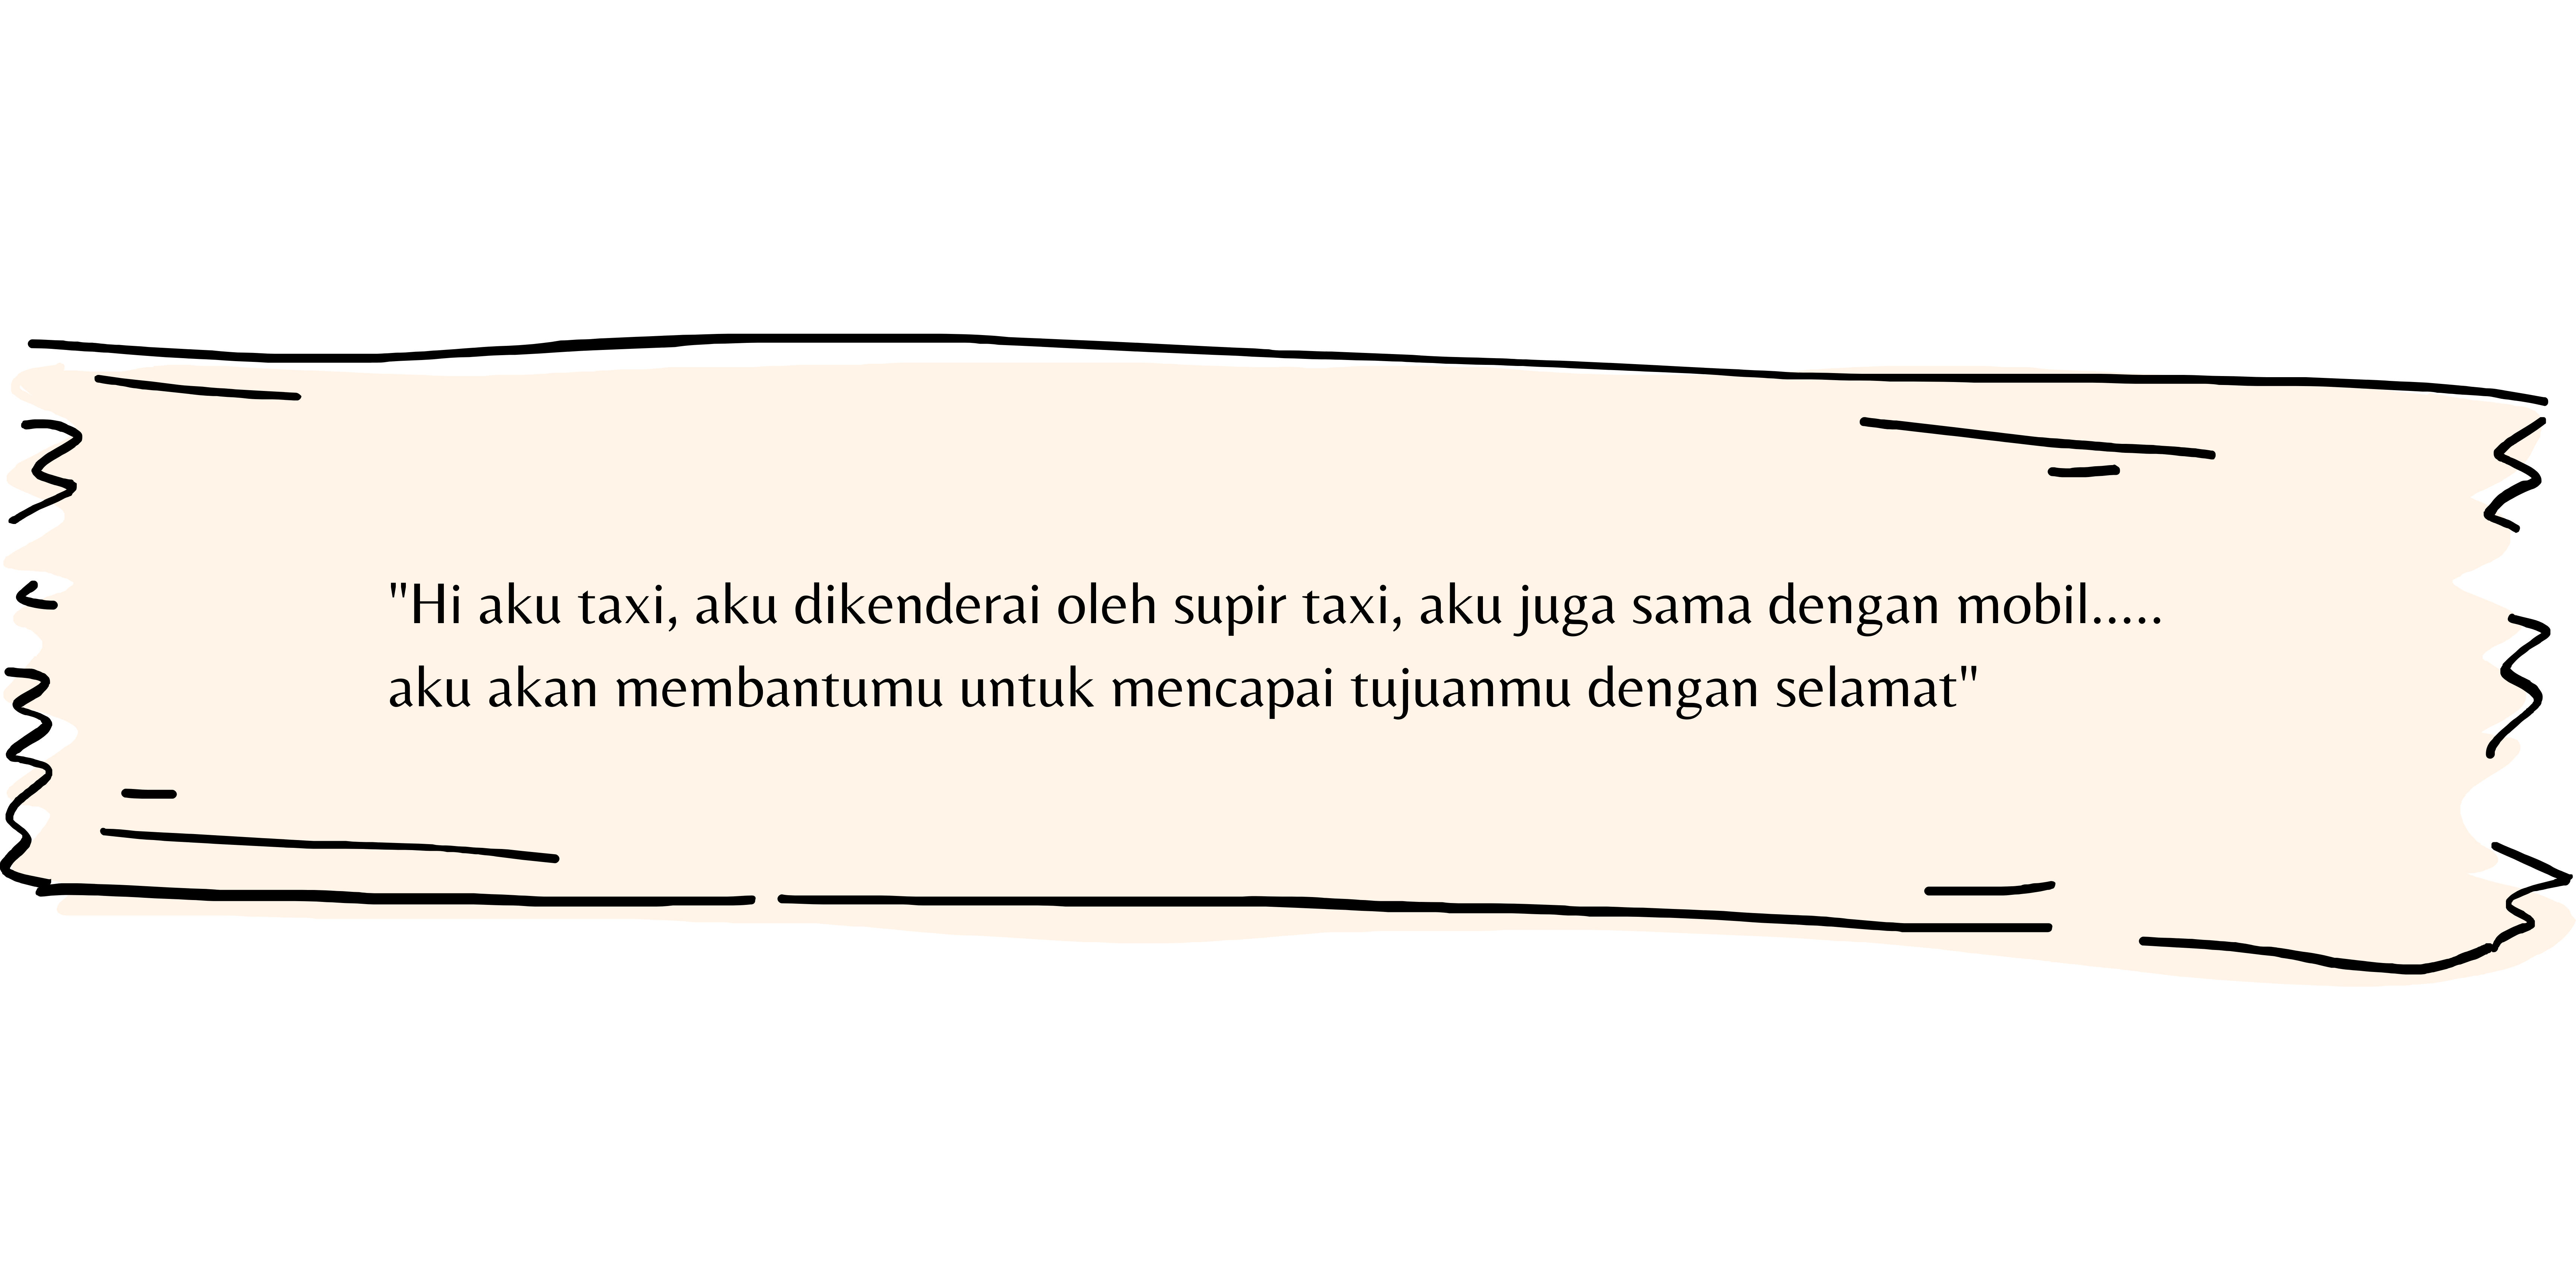 "Hi aku taxi, aku dikenderai oleh supir taxi, aku juga sama dengan mobil.....
aku akan membantumu untuk mencapai tujuanmu dengan selamat"